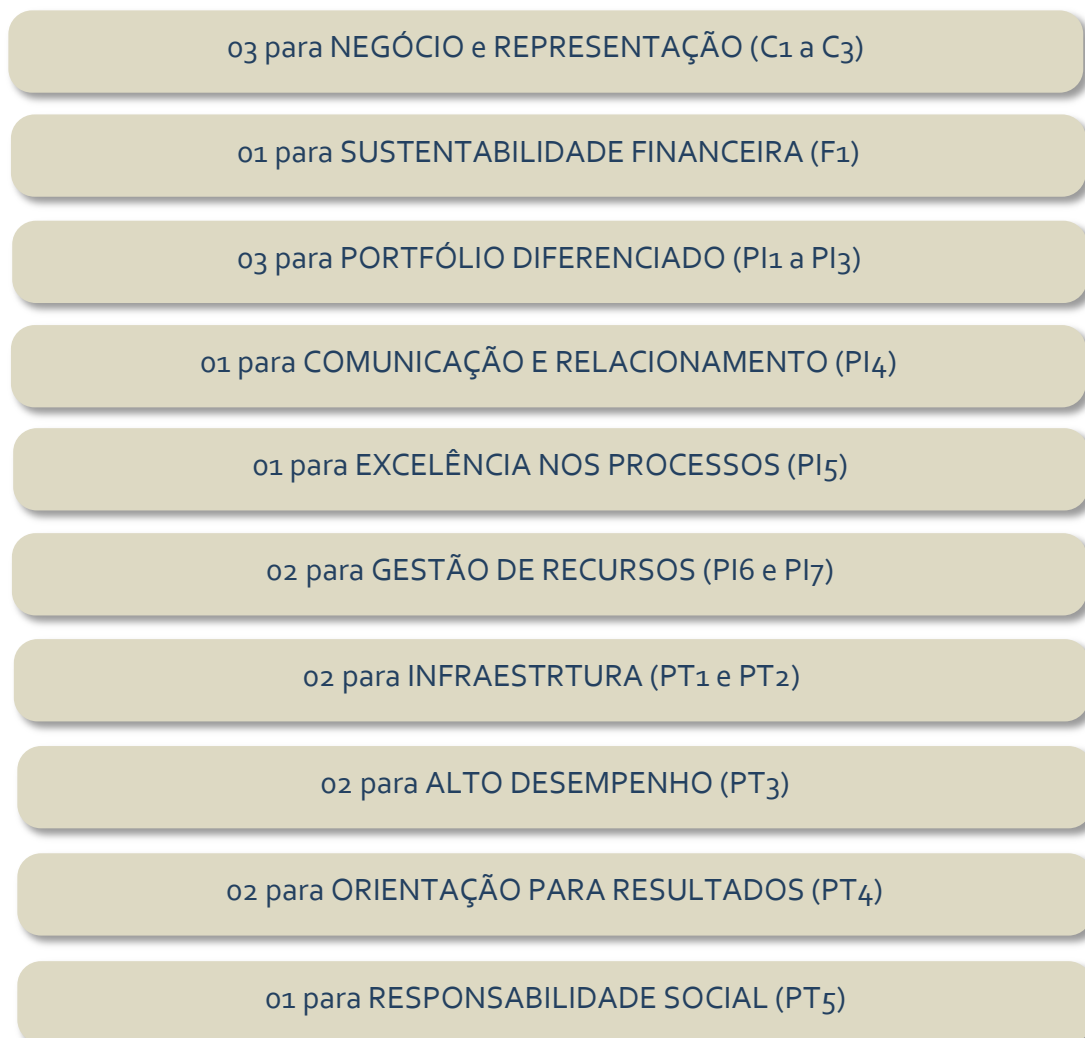 03 para NEGÓCIO e REPRESENTAÇÃO (C1 a C3)
01 para SUSTENTABILIDADE FINANCEIRA (F1)
03 para PORTFÓLIO DIFERENCIADO (PI1 a PI3)
01 para COMUNICAÇÃO E RELACIONAMENTO (PI4)
01 para EXCELÊNCIA NOS PROCESSOS (PI5)
02 para GESTÃO DE RECURSOS (PI6 e PI7)
02 para INFRAESTRTURA (PT1 e PT2)
02 para ALTO DESEMPENHO (PT3)
02 para ORIENTAÇÃO PARA RESULTADOS (PT4)
01 para RESPONSABILIDADE SOCIAL (PT5)